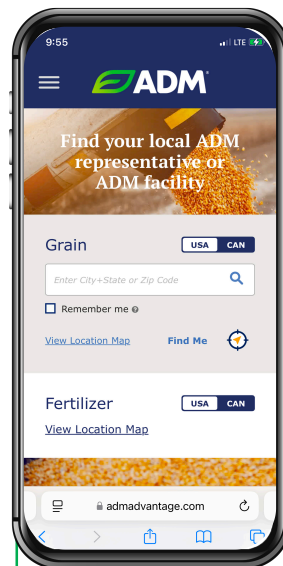 9:55
LTE
ADM
Find your local ADM
representative or
ADM facility
Grain
USA CAN
Enter City+State or Zip Code
Remember me
View Location Map
Find Me
Fertilizer
USA CAN
View Location Map
admadvantage.com